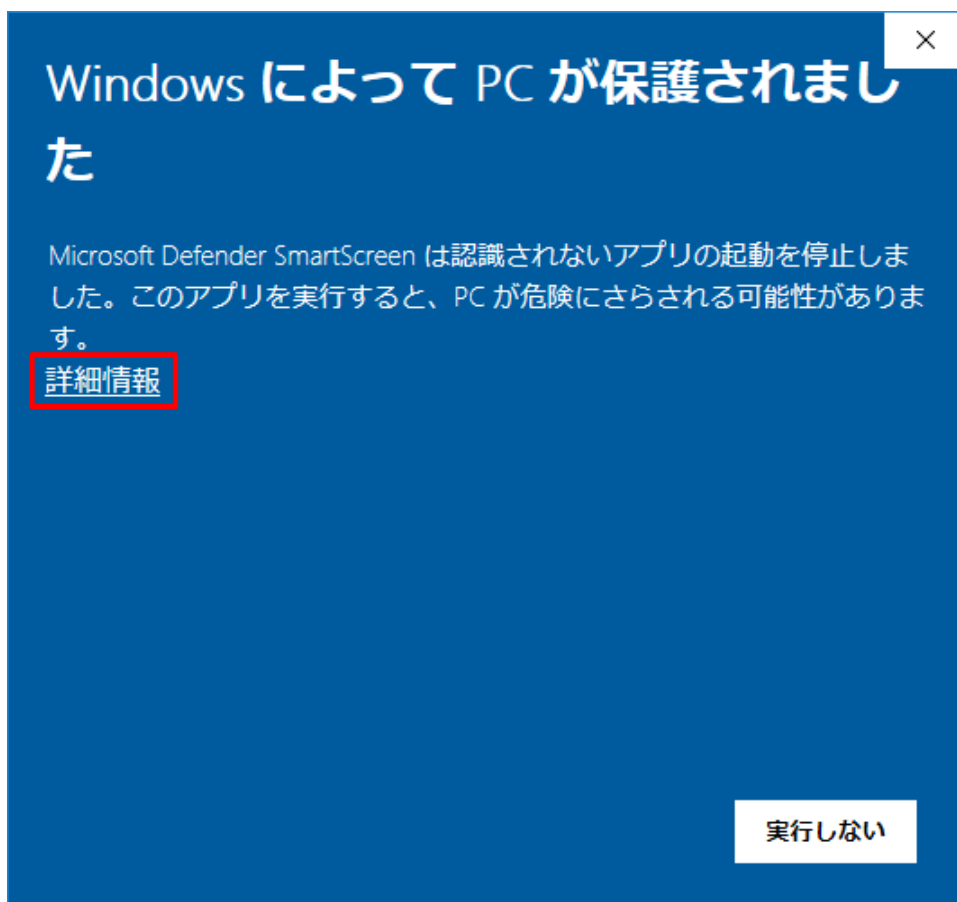 Windows によって PC が保護されまし
た
Microsoft Defender SmartScreen は認識されないアプリの起動を停止しま
した。このアプリを実行すると、PC が危険にさらされる可能性がありま
す。
詳細情報
実行しない